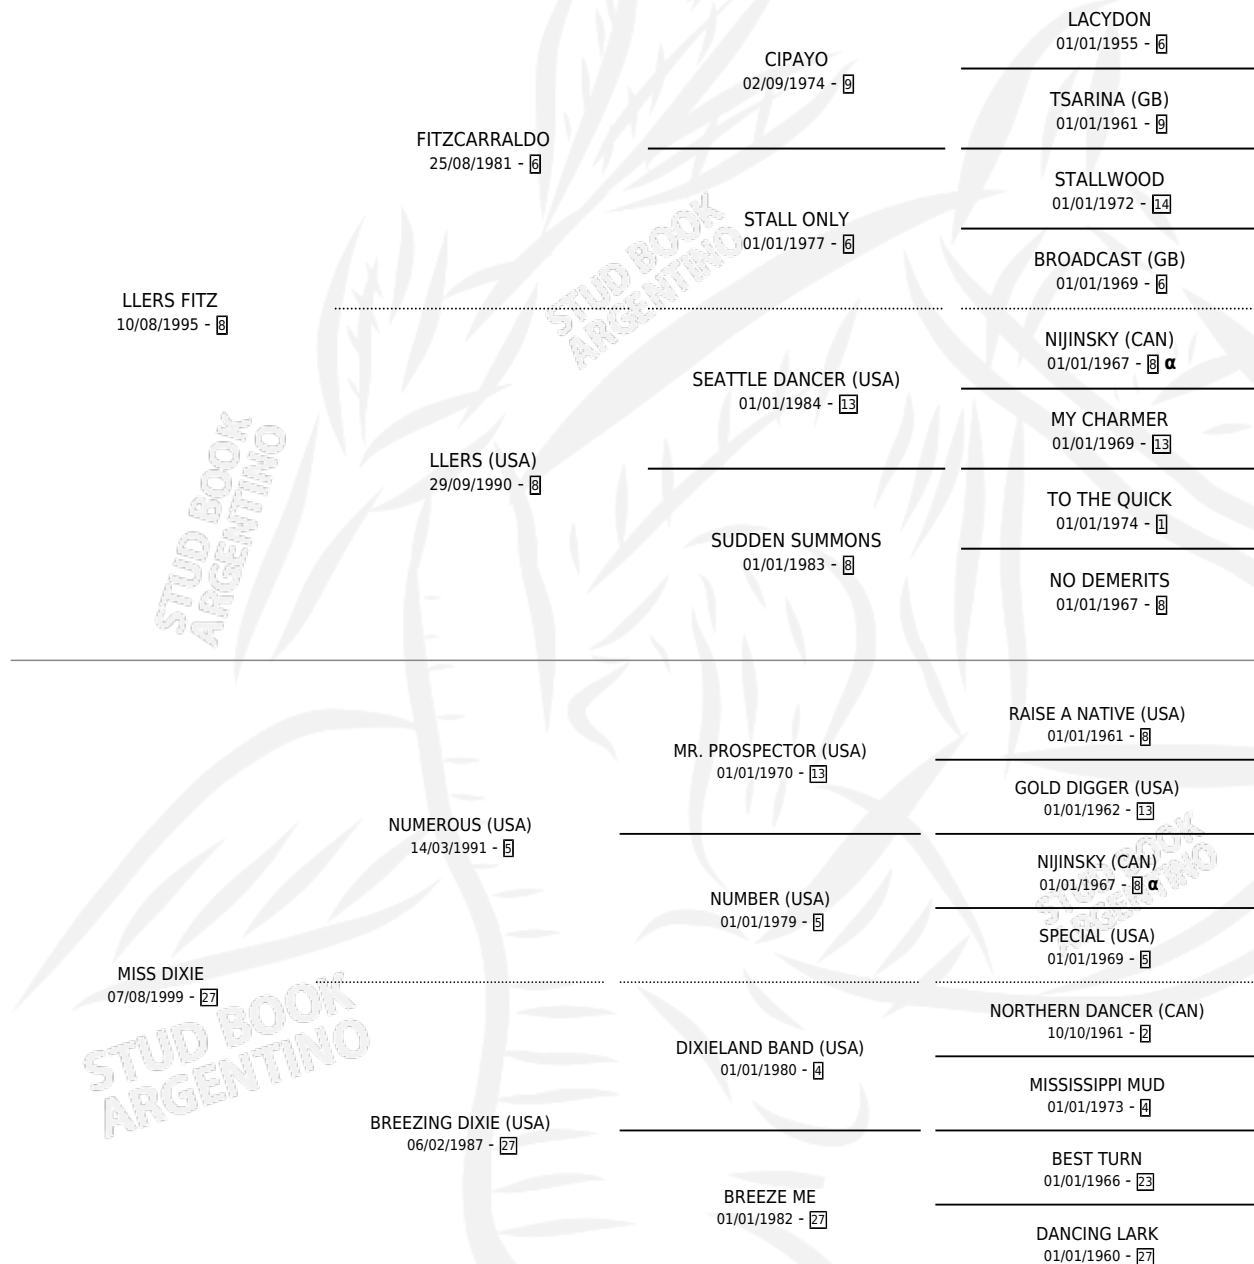 LACYDON
01/01/1955 - 6
CIPAYO
02/09/1974 - 9
TSARINA (GB)
01/01/1961 - 9
FITZCARRALDO
25/08/1981 - 6
STALLWOOD
01/01/1972 - 14
STALL ONLY
01/01/1977 - 6
BROADCAST (GB)
01/01/1969 - 6
LLERS FITZ
10/08/1995 - 8
NIJINSKY (CAN)
01/01/1967 - 8 α
SEATTLE DANCER (USA)
01/01/1984 - 13
MY CHARMER
01/01/1969 - 13
LLERS (USA)
29/09/1990 - 8
TO THE QUICK
01/01/1974 - 1
SUDDEN SUMMONS
01/01/1983 - 8
NO DEMERITS
01/01/1967 - 8
STUD BOOK
ARGENTINO
STUD BOOK
ARGENTINO
RAISE A NATIVE (USA)
01/01/1961 - 8
MR. PROSPECTOR (USA)
01/01/1970 - 13
GOLD DIGGER (USA)
01/01/1962 - 13
NUMEROUS (USA)
14/03/1991 - 5
NIJINSKY (CAN)
01/01/1967 - 8 α
NUMBER (USA)
01/01/1979 - 5
SPECIAL (USA)
01/01/1969 - 5
MISS DIXIE
07/08/1999 - 27
NORTHERN DANCER (CAN)
10/10/1961 - 2
DIXIELAND BAND (USA)
01/01/1980 - 4
MISSISSIPPI MUD
01/01/1973 - 4
BREEZING DIXIE (USA)
06/02/1987 - 27
BEST TURN
01/01/1966 - 23
BREEZE ME
01/01/1982 - 27
DANCING LARK
01/01/1960 - 27
STUD BOOK
ARGENTINO
STUD BOOK
ARGENTINO